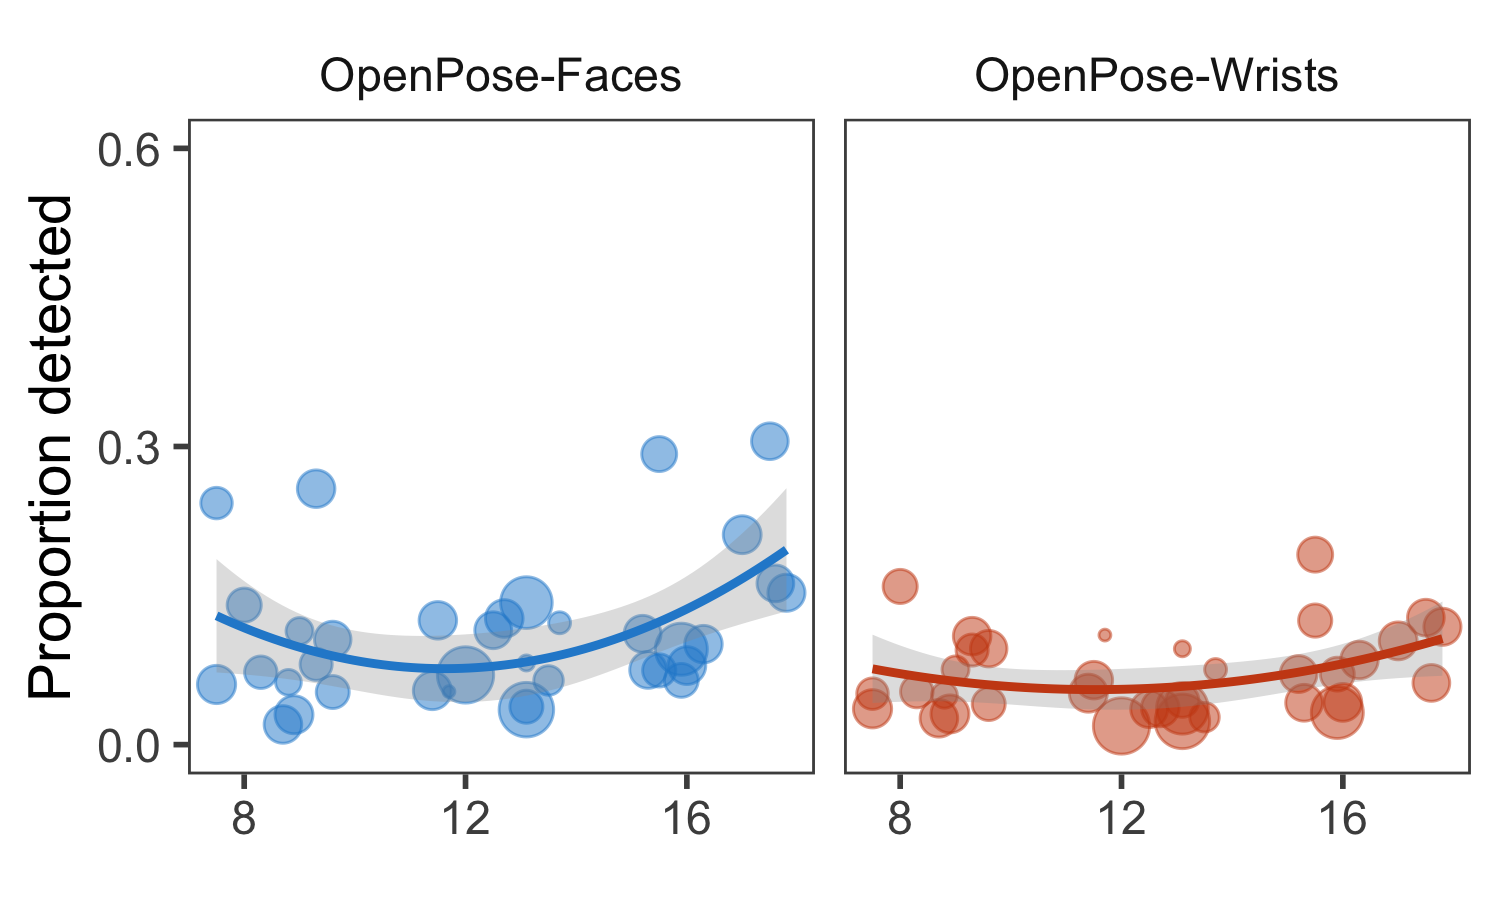 OpenPose-Faces
OpenPose-Wrists
Proportion detected
0.6
0.3
0.0
8 12 16
8 12 16